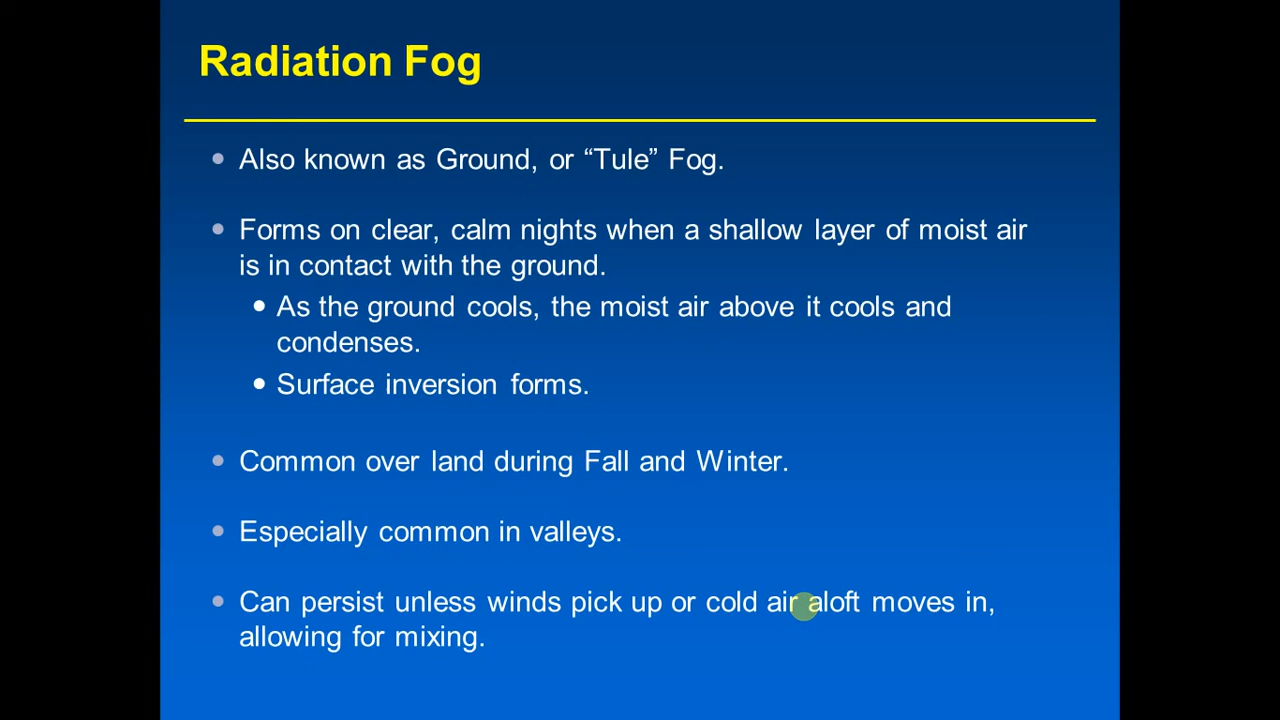 Radiation Fog
• Also known as Ground, or “Tule” Fog.
• Forms on clear, calm nights when a shallow layer of moist air
is in contact with the ground.
• As the ground cools, the moist air above it cools and
condenses.
• Surface inversion forms.
• Common over land during Fall and Winter.
• Especially common in valleys.
• Can persist unless winds pick up or cold air aloft moves in,
allowing for mixing.